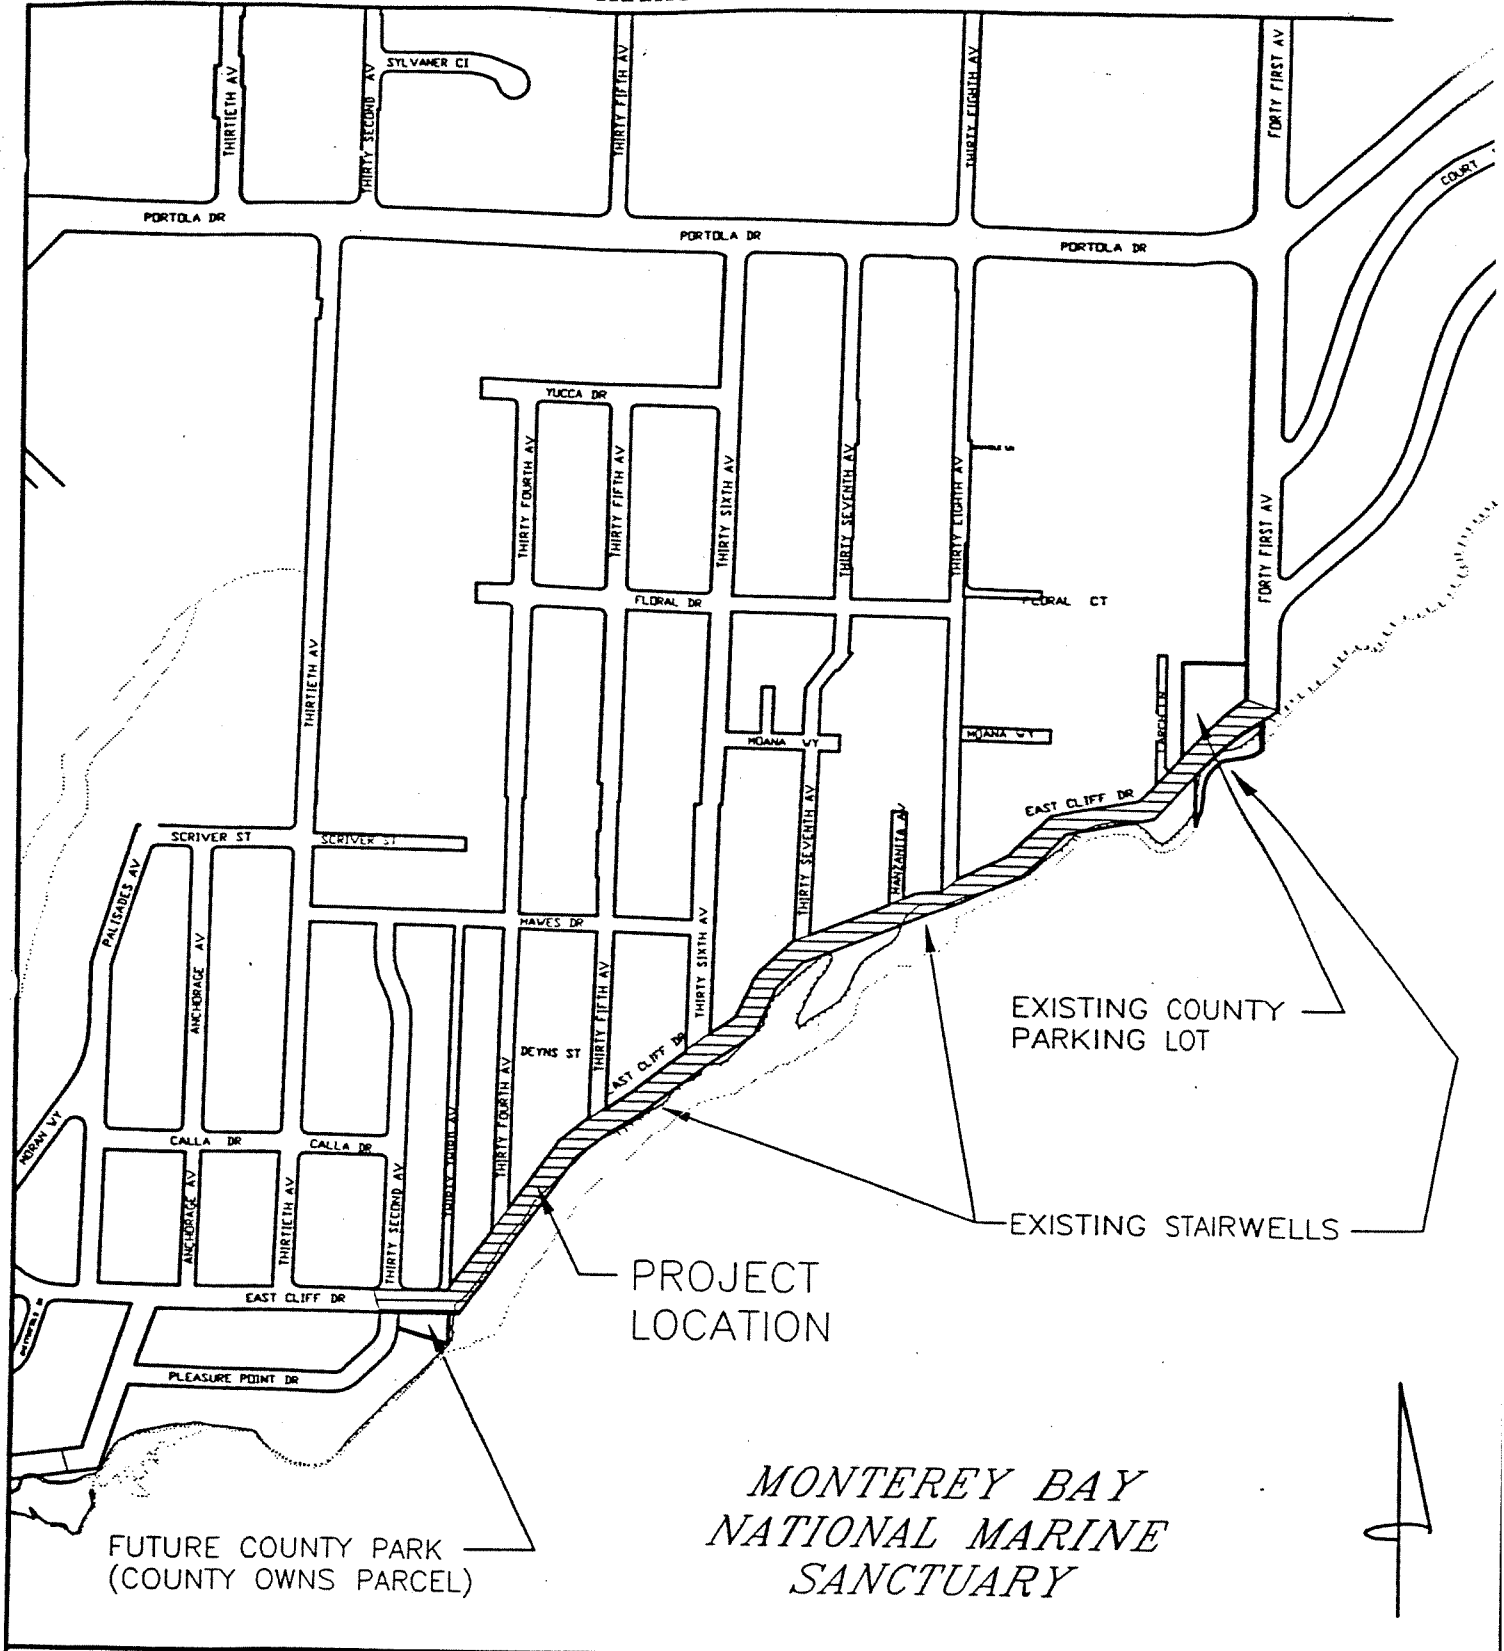 SYLVANER CI
THIRTIETH AV
THIRTY SECOND AV
THIRTY FIFTH AV
THIRTY EIGHTH AV
FORTY FIRST AV
COURT
PORTOLA DR
PORTOLA DR
PORTOLA DR
YUCCA DR
THIRTY FOURTH AV
THIRTY FIFTH AV
THIRTY SIXTH AV
THIRTY SEVENTH AV
THIRTY EIGHTH AV
FORTY FIRST AV
FLORAL DR
FLORAL CT
THIRTIETH AV
LARCH LN
MOANA WY
MOANA WY
EAST CLIFF DR
SCRIVER ST
SCRIVER ST
PALISADES AV
THIRTY SEVENTH AV
MANZANITA AV
HAWES DR
ANCHORAGE AV
THIRTY SIXTH AV
EXISTING COUNTY
PARKING LOT
DEYNS ST
THIRTY FIFTH AV
EAST CLIFF DR
MORAN WY
CALLA DR
CALLA DR
THIRTY FOURTH AV
THIRTY THIRD AV
ANCHORAGE AV
THIRTIETH AV
THIRTY SECOND AV
EXISTING STAIRWELLS
PROJECT
LOCATION
EAST CLIFF DR
PLEASURE POINT DR
MONTEREY BAY
NATIONAL MARINE
SANCTUARY
FUTURE COUNTY PARK
(COUNTY OWNS PARCEL)